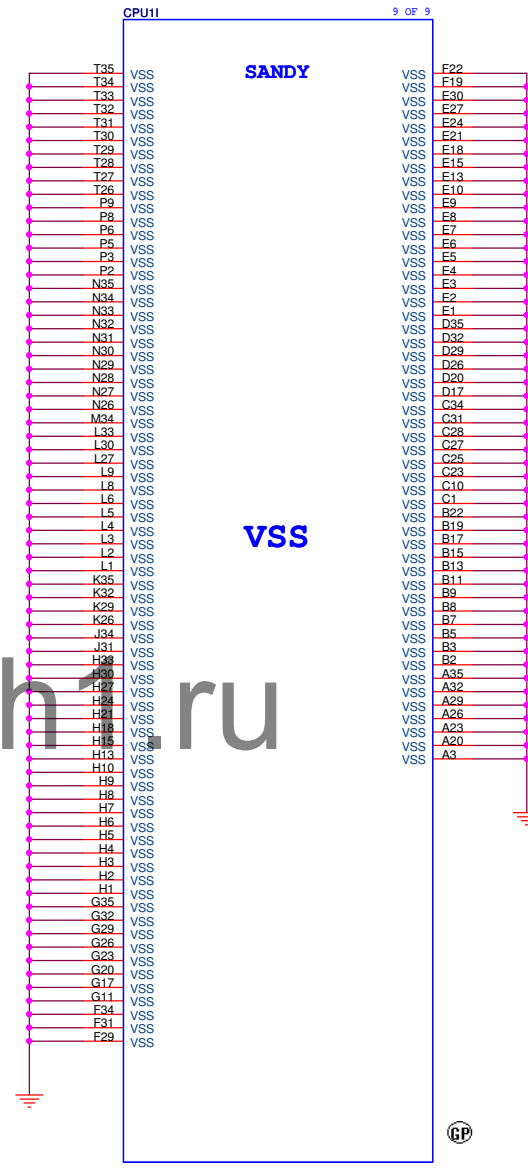 CPU1I 9 OF 9
SANDY
T35 VSS VSS F22
T34 VSS VSS F19
T33 VSS VSS E30
T32 VSS VSS E27
T31 VSS VSS E24
T30 VSS VSS E21
T29 VSS VSS E18
T28 VSS VSS E15
T27 VSS VSS E13
T26 VSS VSS E10
P9 VSS VSS E9
P8 VSS VSS E8
P6 VSS VSS E7
P5 VSS VSS E6
P3 VSS VSS E5
P2 VSS VSS E4
N35 VSS VSS E3
N34 VSS VSS E2
N33 VSS VSS E1
N32 VSS VSS D35
N31 VSS VSS D32
N30 VSS VSS D29
N29 VSS VSS D26
N28 VSS VSS D20
N27 VSS VSS D17
N26 VSS VSS C34
M34 VSS VSS C31
L33 VSS VSS C28
L30 VSS VSS C27
L27 VSS VSS C25
L9 VSS VSS C23
L8 VSS VSS C10
L6 VSS VSS C1
L5 VSS VSS B22
L4 VSS VSS B19
VSS
L3 VSS VSS B17
L2 VSS VSS B15
L1 VSS VSS B13
K35 VSS VSS B11
K32 VSS VSS B9
K29 VSS VSS B8
K26 VSS VSS B7
J34 VSS VSS B5
J31 VSS VSS B3
H33 VSS VSS B2
H30 VSS VSS A35
H27 VSS VSS A32
H24 VSS VSS A29
H21 VSS VSS A26
H18 VSS VSS A23
H15 VSS VSS A20
H13 VSS VSS A3
h1.ru
H10 VSS
H9 VSS
H8 VSS
H7 VSS
H6 VSS
H5 VSS
H4 VSS
H3 VSS
H2 VSS
H1 VSS
G35 VSS
G32 VSS
G29 VSS
G26 VSS
G23 VSS
G20 VSS
G17 VSS
G11 VSS
F34 VSS
F31 VSS
F29 VSS
GP